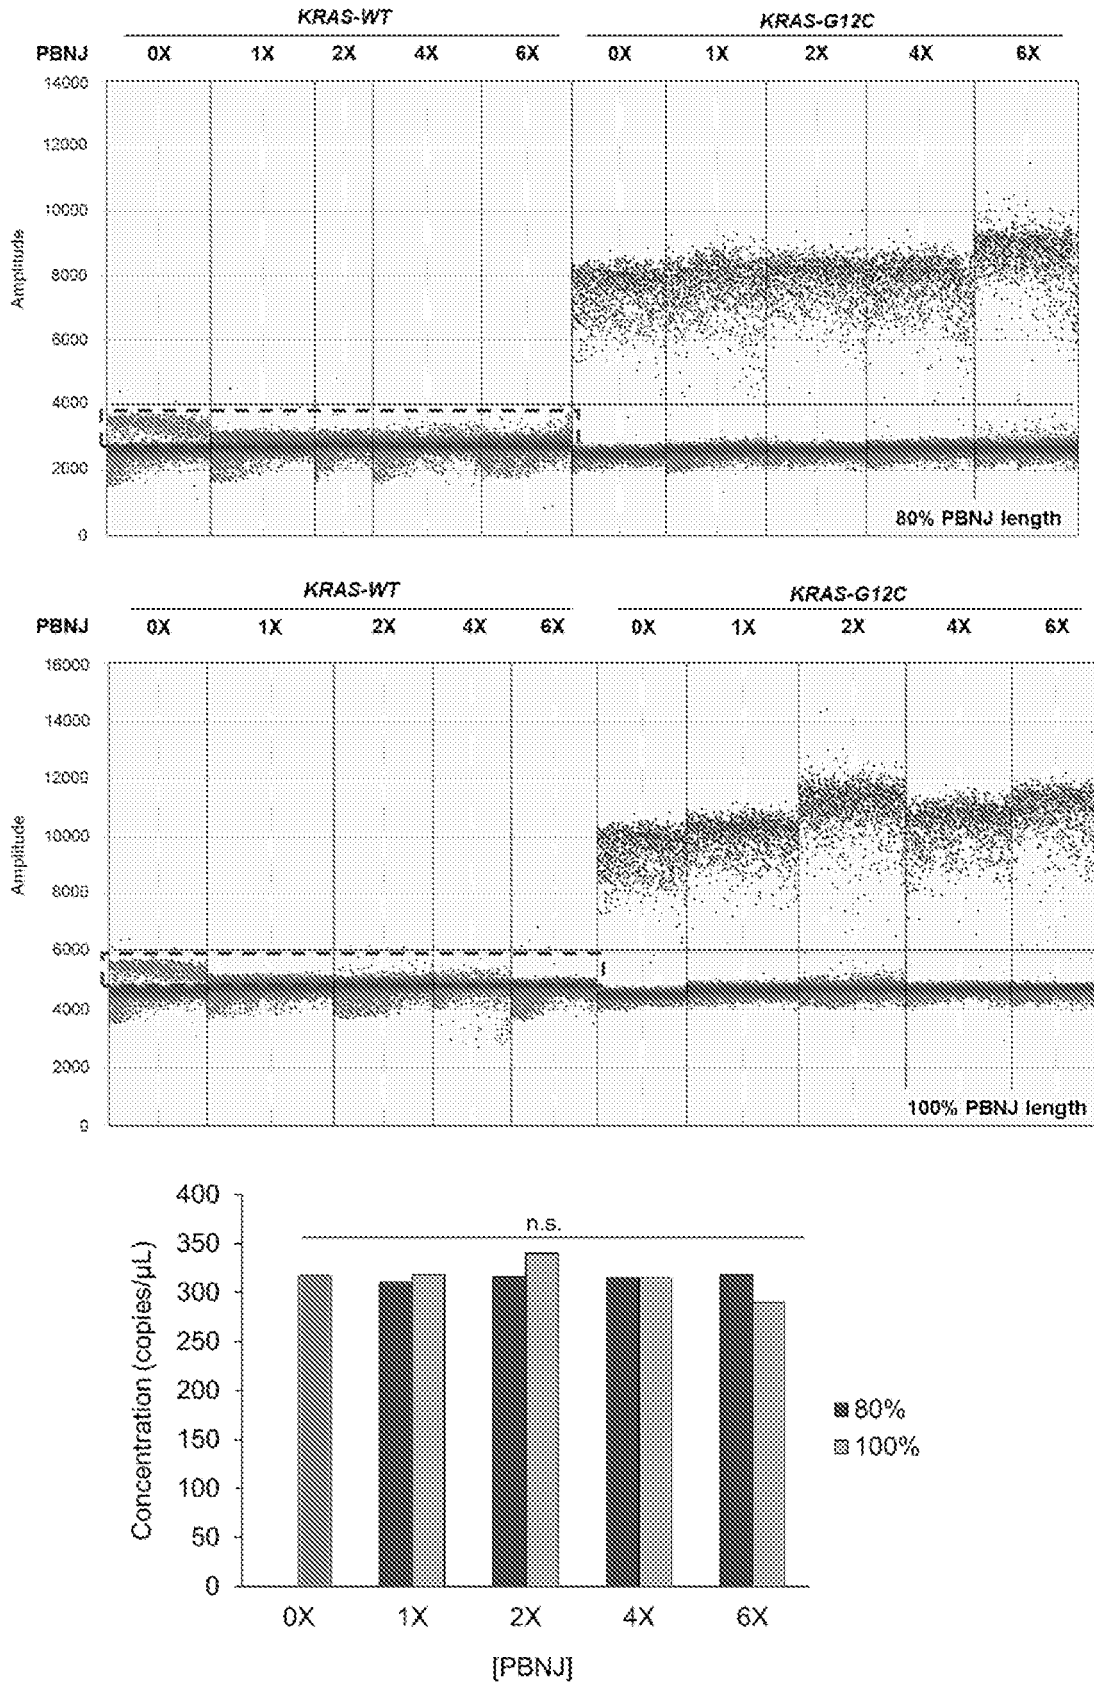 KRAS-WT KRAS-G12C
PBNJ 0X 1X 2X 4X 6X 0X 1X 2X 4X 6X
14000
12000
10000
8000
6000
4000
2000
0
Amplitude
80% PBNJ length
KRAS-WT KRAS-G12C
PBNJ 0X 1X 2X 4X 6X 0X 1X 2X 4X 6X
16000
14000
12000
10000
8000
6000
4000
2000
0
Amplitude
100% PBNJ length
400
350
300
250
200
150
100
50
0
Concentration (copies/µL)
n.s.
80%
100%
0X 1X 2X 4X 6X
[PBNJ]